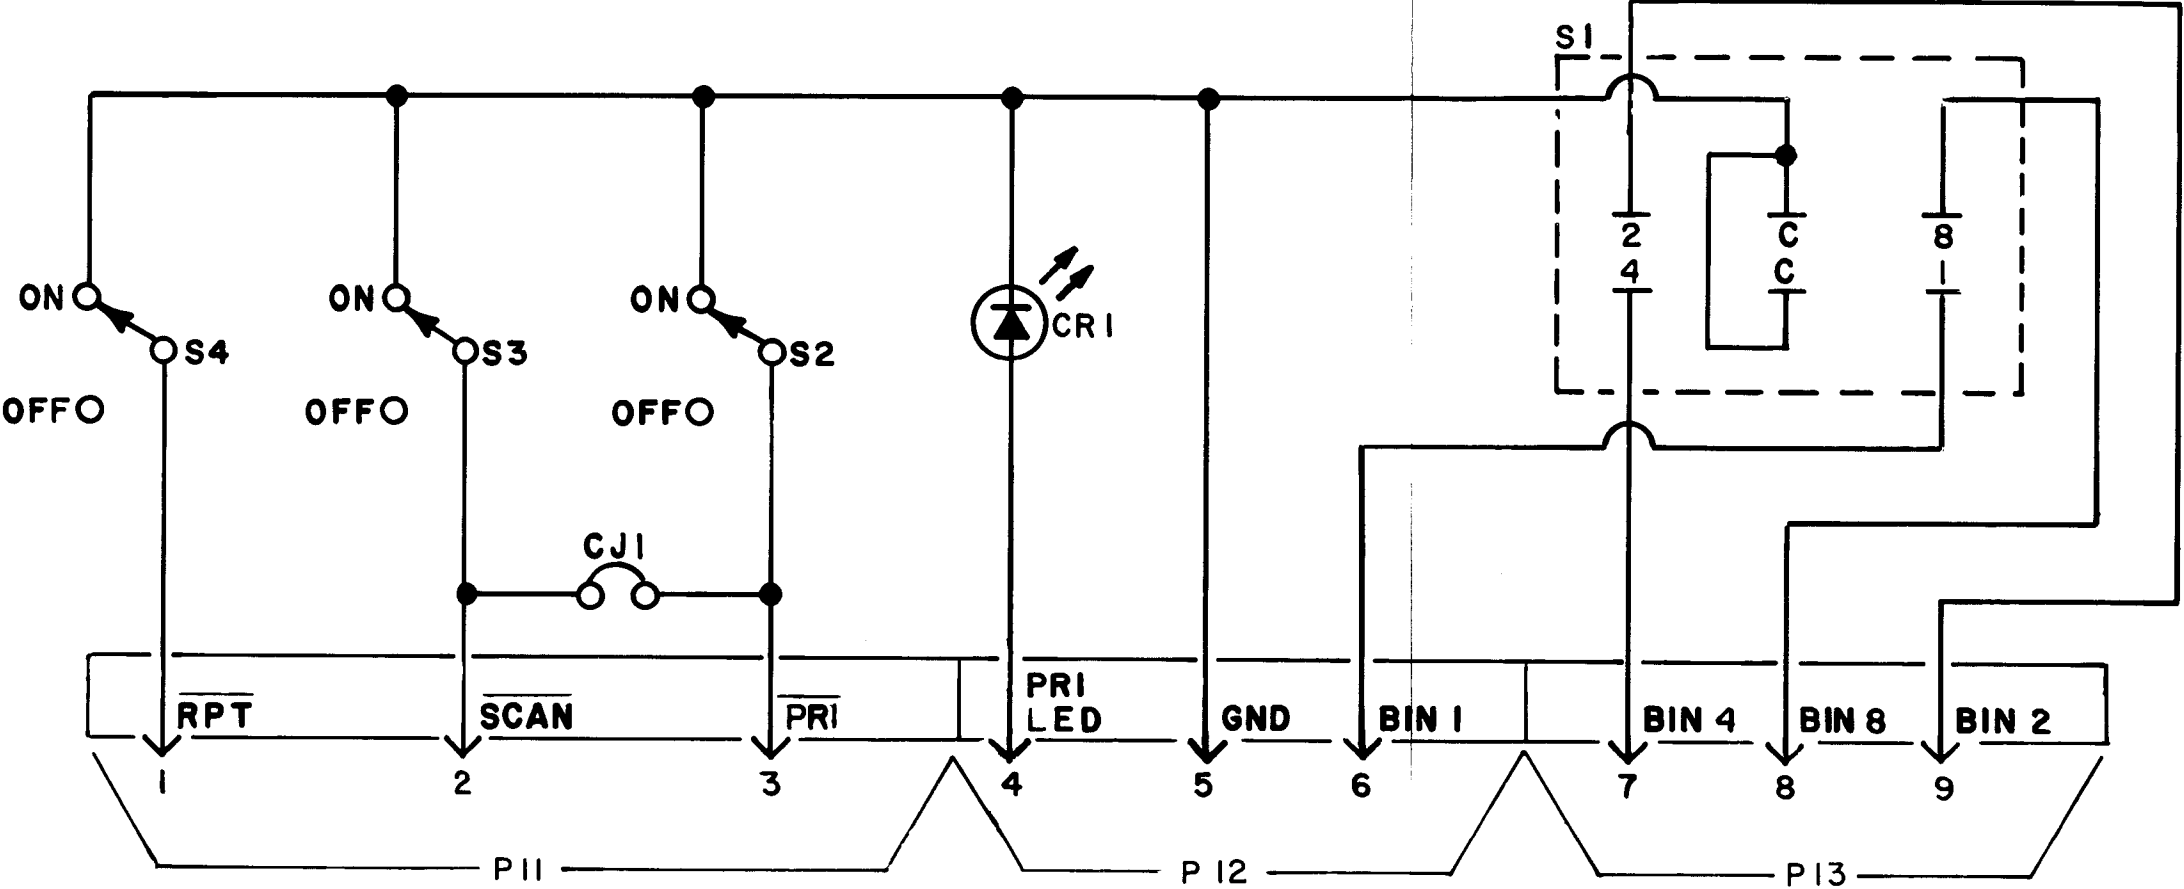 S1
2 C 8
4 C 1
ON ON ON
CR1
S4 S3 S2
OFF OFF OFF
CJ1
PRI
RPT SCAN PRI LED GND BIN 1 BIN 4 BIN 8 BIN 2
1 2 3 4 5 6 7 8 9
P11 P12 P13